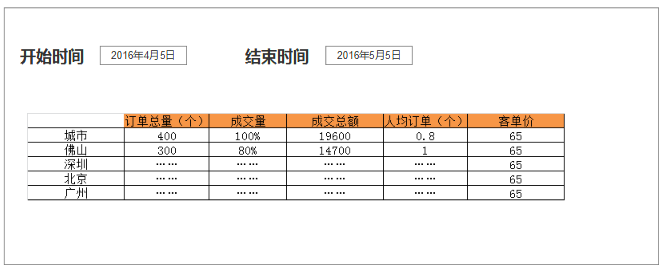 开始时间 2016年4月5日 结束时间 2016年5月5日
订单总量（个） 成交量 成交总额 人均订单（个） 客单价
城市 400 100% 19600 0.8 65
佛山 300 80% 14700 1 65
深圳 …… …… …… …… 65
北京 …… …… …… …… 65
广州 …… …… …… …… 65